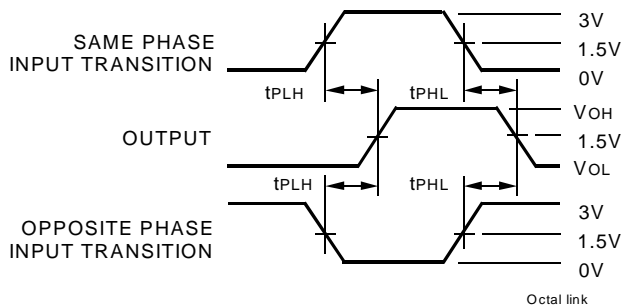 3V
SAME PHASE
INPUT TRANSITION
1.5V
0V
tPLH
tPHL
VOH
OUTPUT
1.5V
VOL
tPLH
tPHL
3V
OPPOSITE PHASE
INPUT TRANSITION
1.5V
0V
Octal link